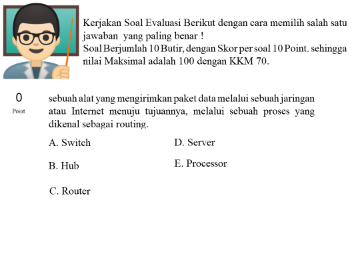 Kerjakan Soal Evaluasi Berikut dengan cara memilih salah satu
jawaban yang paling benar !
Soal Berjumlah 10 Butir, dengan Skor per soal 10 Point. sehingga
nilai Maksimal adalah 100 dengan KKM 70.
0
Point
sebuah alat yang mengirimkan paket data melalui sebuah jaringan
atau Internet menuju tujuannya, melalui sebuah proses yang
dikenal sebagai routing.
A. Switch
B. Hub
C. Router
D. Server
E. Processor